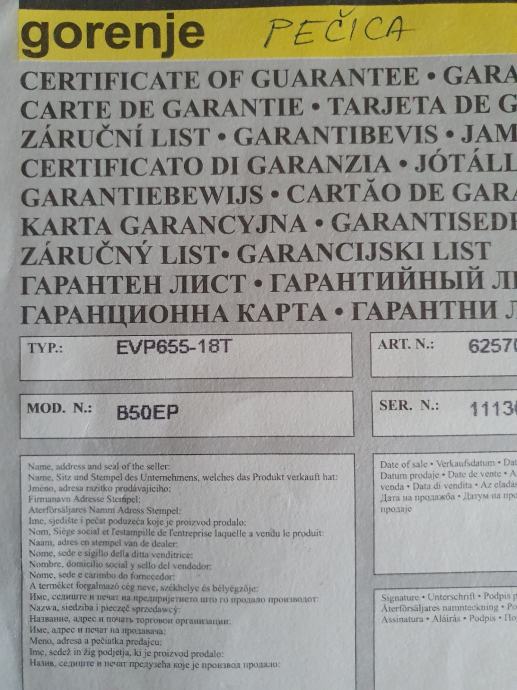 gorenje PEČICA
CERTIFICATE OF GUARANTEE • GARA
CARTE DE GARANTIE • TARJETA DE G
ZÁRUČNÍ LIST • GARANTIBEVIS • JAM
CERTIFICATO DI GARANZIA • JÓTÁLL
GARANTIEBEWIJS • CARTÃO DE GARA
KARTA GARANCYJNA • GARANTISEDE
ZÁRUČNÝ LIST• GARANCIJSKI LIST
ГАРАНТЕН ЛИСТ • ГАРАНТИЙНЫЙ Л
ГАРАНЦИОННА КАРТА • ГАРАНТНИ Л
TYP.: EVP655-18T
ART. N.: 62570
MOD. N.: B50EP
SER. N.: 11130
Name, address and seal of the seller:
Name, Sitz und Stempel des Unternehmens, welches das Produkt verkauft hat:
Jméno, adresa razítko prodávajícího:
Firmanavn Adresse Stempel:
Aterförsäljares Namm Adress Stempel:
Ime, sjedište i pečat poduzeća koje je proizvod prodalo:
Nom, Siège social et l'estampille de l'entreprise laquelle a vendu le produit:
Naam, adres en stempel van de dealer:
Nome, sede e sigillo della ditta venditrice:
Nombre, domicilio social y sello del vendedor:
Nome, sede e carimbo do fornecedor:
A terméket forgalmazó cég neve, székhelye és bélyegzője:
Име, седиште и печат на предпријетието што го продало производот:
Nazwa, siedziba i pieczęć sprzedawcy:
Название, адрес и печать торговой организации:
Име, адрес и печат на продавача:
Meno, adresa a pečiatka predajcu:
Ime, sedež in žig podjetja, ki je proizvod prodalo:
Назив, седиште и печат предузећа које је производ продало:
Date of sale • Verkaufsdatum • Dat
Datum prodaje • Date de vente • A
venda • Data di vendita • Az eladás
Дата на продажба • Датум на про
продаје
Signature • Unterschrift • Podpis p
Återförsäljares namnteckning • Po
Assinatura • Aláírás • Podpis • По